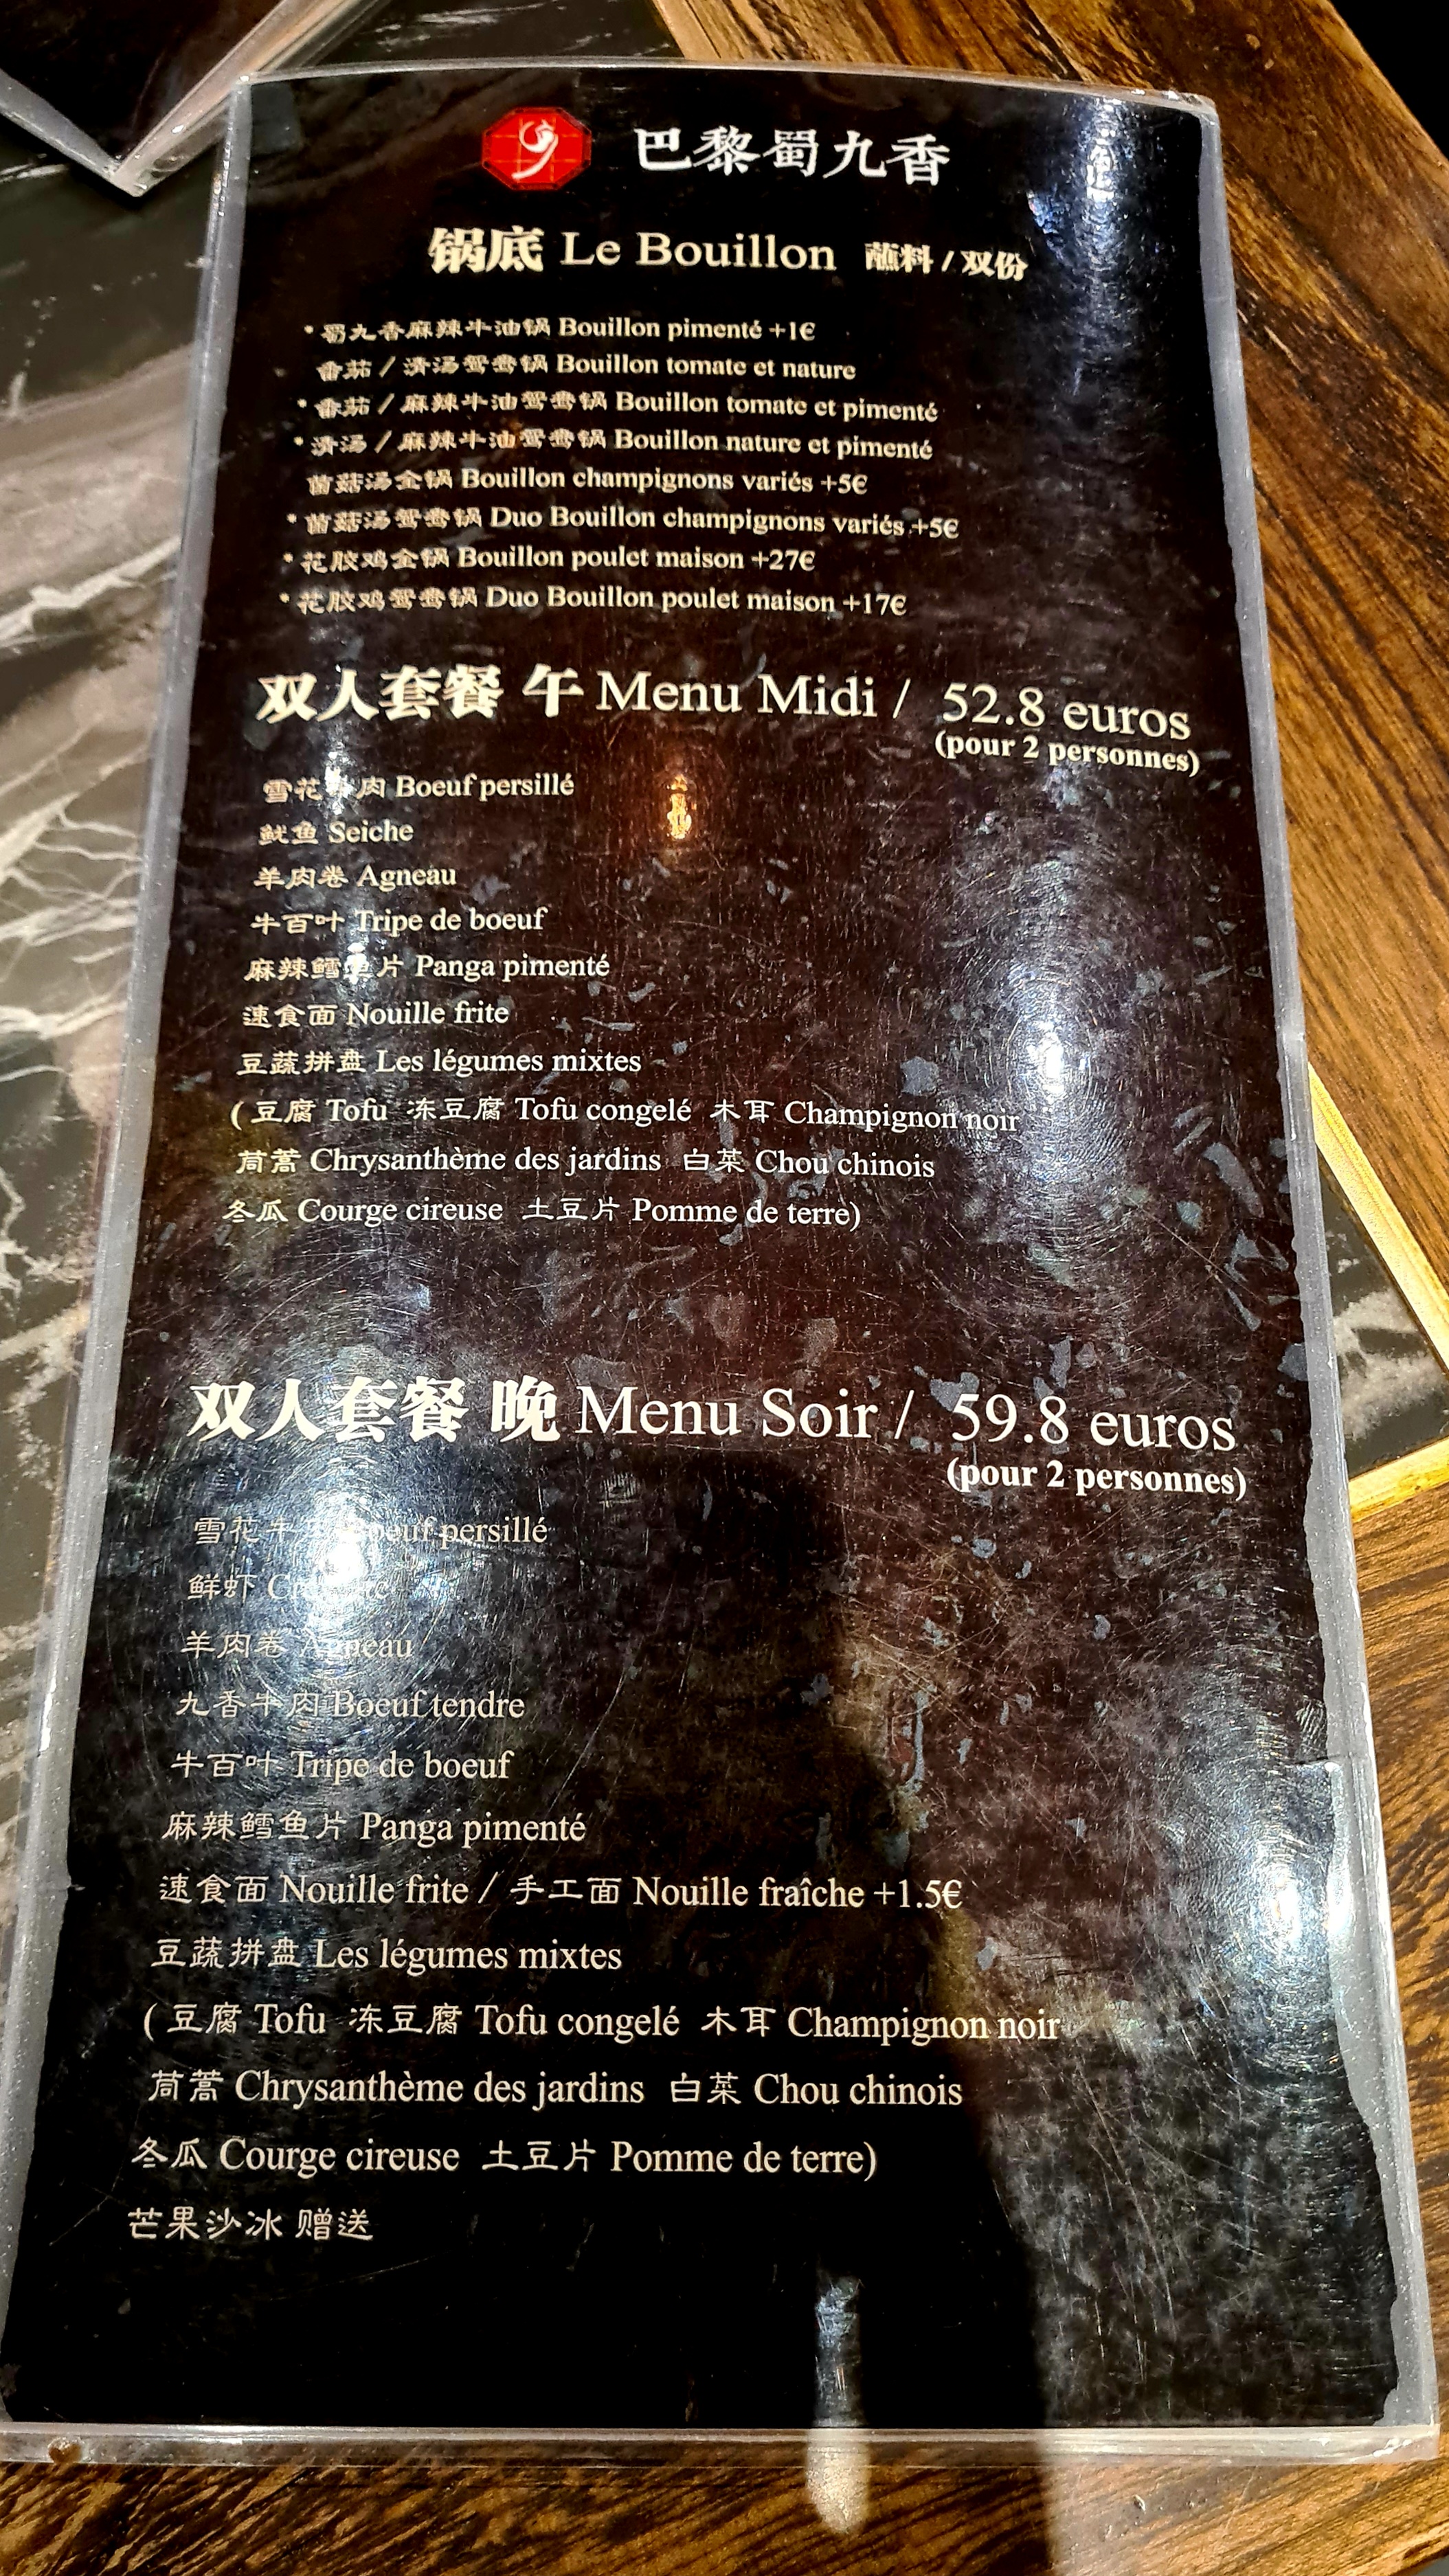 巴黎蜀九香
锅底 Le Bouillon 蘸料 / 双份
* 蜀九香麻辣牛油锅 Bouillon pimenté +1€
番茄 / 清汤鸳鸯锅 Bouillon tomate et nature
* 番茄 / 麻辣牛油鸳鸯锅 Bouillon tomate et pimenté
* 清汤 / 麻辣牛油鸳鸯锅 Bouillon nature et pimenté
菌菇汤全锅 Bouillon champignons variés +5€
* 菌菇汤鸳鸯锅 Duo Bouillon champignons variés +5€
* 花胶鸡全锅 Bouillon poulet maison +27€
* 花胶鸡鸳鸯锅 Duo Bouillon poulet maison +17€
双人套餐 午 Menu Midi / 52.8 euros
(pour 2 personnes)
雪花牛肉 Boeuf persillé
鱿鱼 Seiche
羊肉卷 Agneau
牛百叶 Tripe de boeuf
麻辣鳕鱼片 Panga pimenté
速食面 Nouille frite
豆蔬拼盘 Les légumes mixtes
( 豆腐 Tofu 冻豆腐 Tofu congelé 木耳 Champignon noir
茼蒿 Chrysanthème des jardins 白菜 Chou chinois
冬瓜 Courge cireuse 土豆片 Pomme de terre)
双人套餐 晚 Menu Soir / 59.8 euros
(pour 2 personnes)
雪花牛肉 Boeuf persillé
鲜虾
羊肉卷 Agneau
九香牛肉 Boeuf tendre
牛百叶 Tripe de boeuf
麻辣鳕鱼片 Panga pimenté
速食面 Nouille frite / 手工面 Nouille fraîche +1.5€
豆蔬拼盘 Les légumes mixtes
( 豆腐 Tofu 冻豆腐 Tofu congelé 木耳 Champignon noir
茼蒿 Chrysanthème des jardins 白菜 Chou chinois
冬瓜 Courge cireuse 土豆片 Pomme de terre)
芒果沙冰 赠送